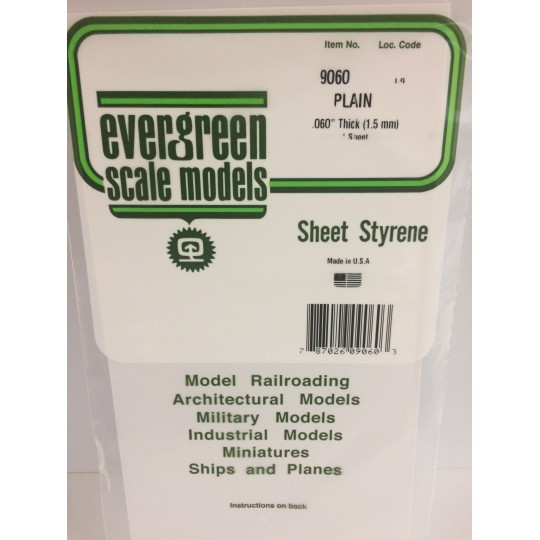 Item No. Loc. Code
9060 L9
PLAIN
.060" Thick (1.5 mm)
1 Sheet
evergreen
scale models
Sheet Styrene
Made in U.S.A
7 87026 09060 3
Model Railroading
Architectural Models
Military Models
Industrial Models
Miniatures
Ships and Planes
Instructions on back